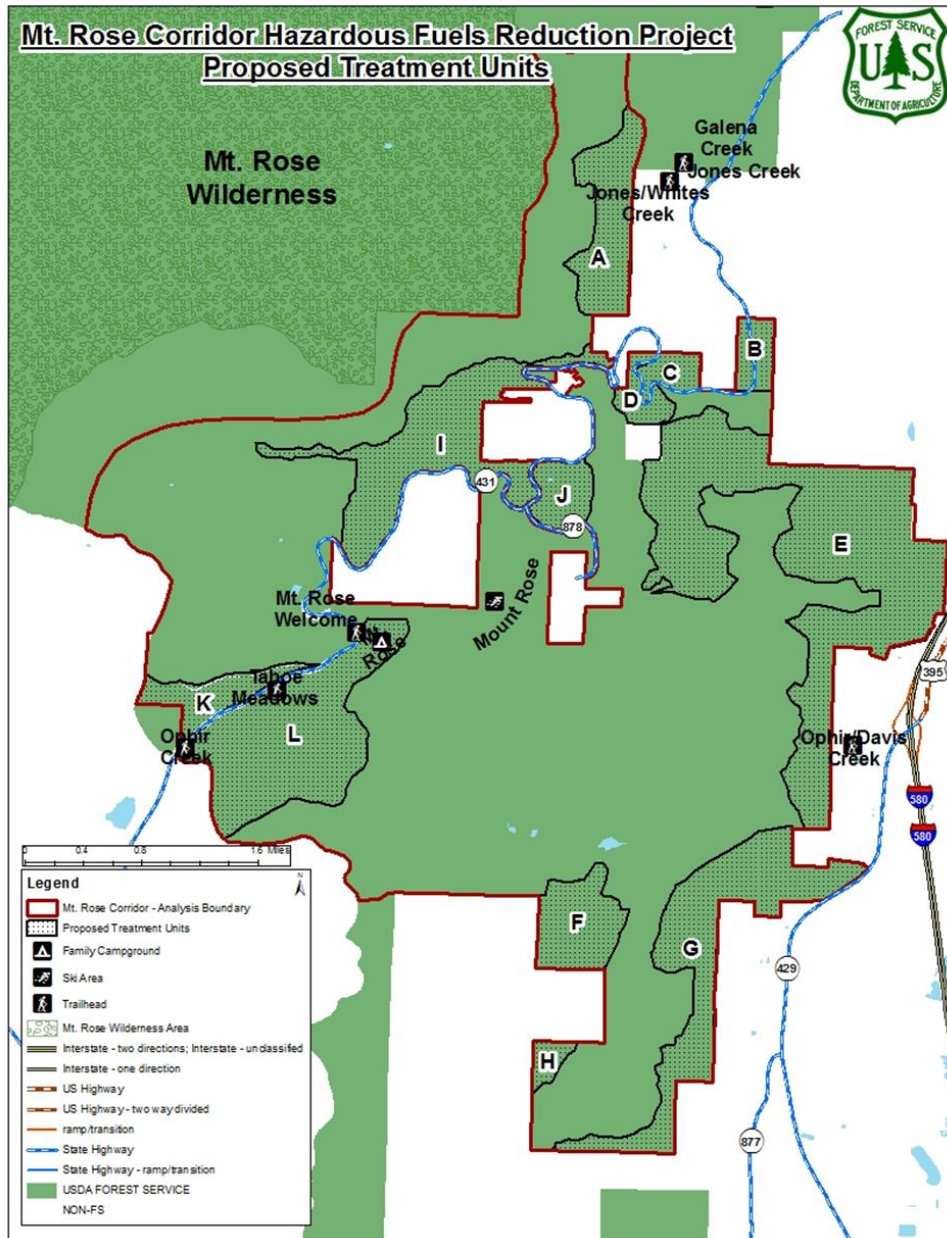 Mt. Rose Corridor Hazardous Fuels Reduction Project
Proposed Treatment Units
FOREST SERVICE
U S
DEPARTMENT OF AGRICULTURE
Mt. Rose
Wilderness
Galena
Creek
Jones Creek
Jones/Whites
Creek
A
B
C
D
I
431
J
878
E
Mount Rose
Mt. Rose
Welcome
Mt. Rose
Tahoe
Meadows
K
L
Ophir
Creek
395
Ophir/Davis
Creek
580
580
F
G
H
429
877
0 0.4 0.8 1.6 Miles
Legend
N
Mt. Rose Corridor - Analysis Boundary
Proposed Treatment Units
Family Campground
Ski Area
Trailhead
Mt. Rose Wilderness Area
Interstate - two directions; Interstate - unclassified
Interstate - one direction
US Highway
US Highway - two way divided
ramp/transition
State Highway
State Highway - ramp/transition
USDA FOREST SERVICE
NON-FS